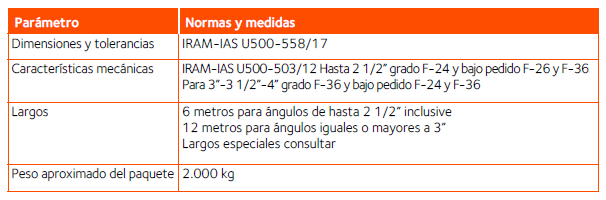 Parámetro Normas y medidas
Dimensiones y tolerancias IRAM-IAS U500-558/17
Características mecánicas IRAM-IAS U500-503/12 Hasta 2 1/2” grado F-24 y bajo pedido F-26 y F-36
Para 3”-3 1/2”-4” grado F-36 y bajo pedido F-24 y F-36
Largos 6 metros para ángulos de hasta 2 1/2” inclusive
12 metros para ángulos iguales o mayores a 3”
Largos especiales consultar
Peso aproximado del paquete 2.000 kg